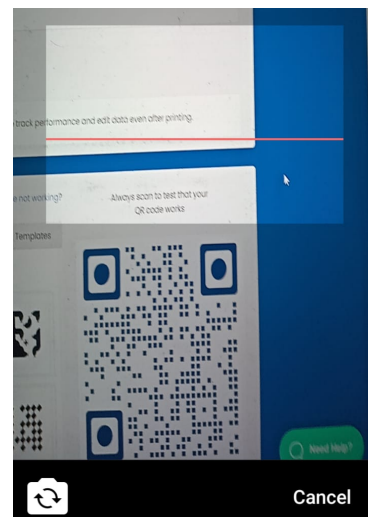 track performance and edit data even after printing.
e not working?
Always scan to test that your
QR code works
Templates
Need Help?
Cancel